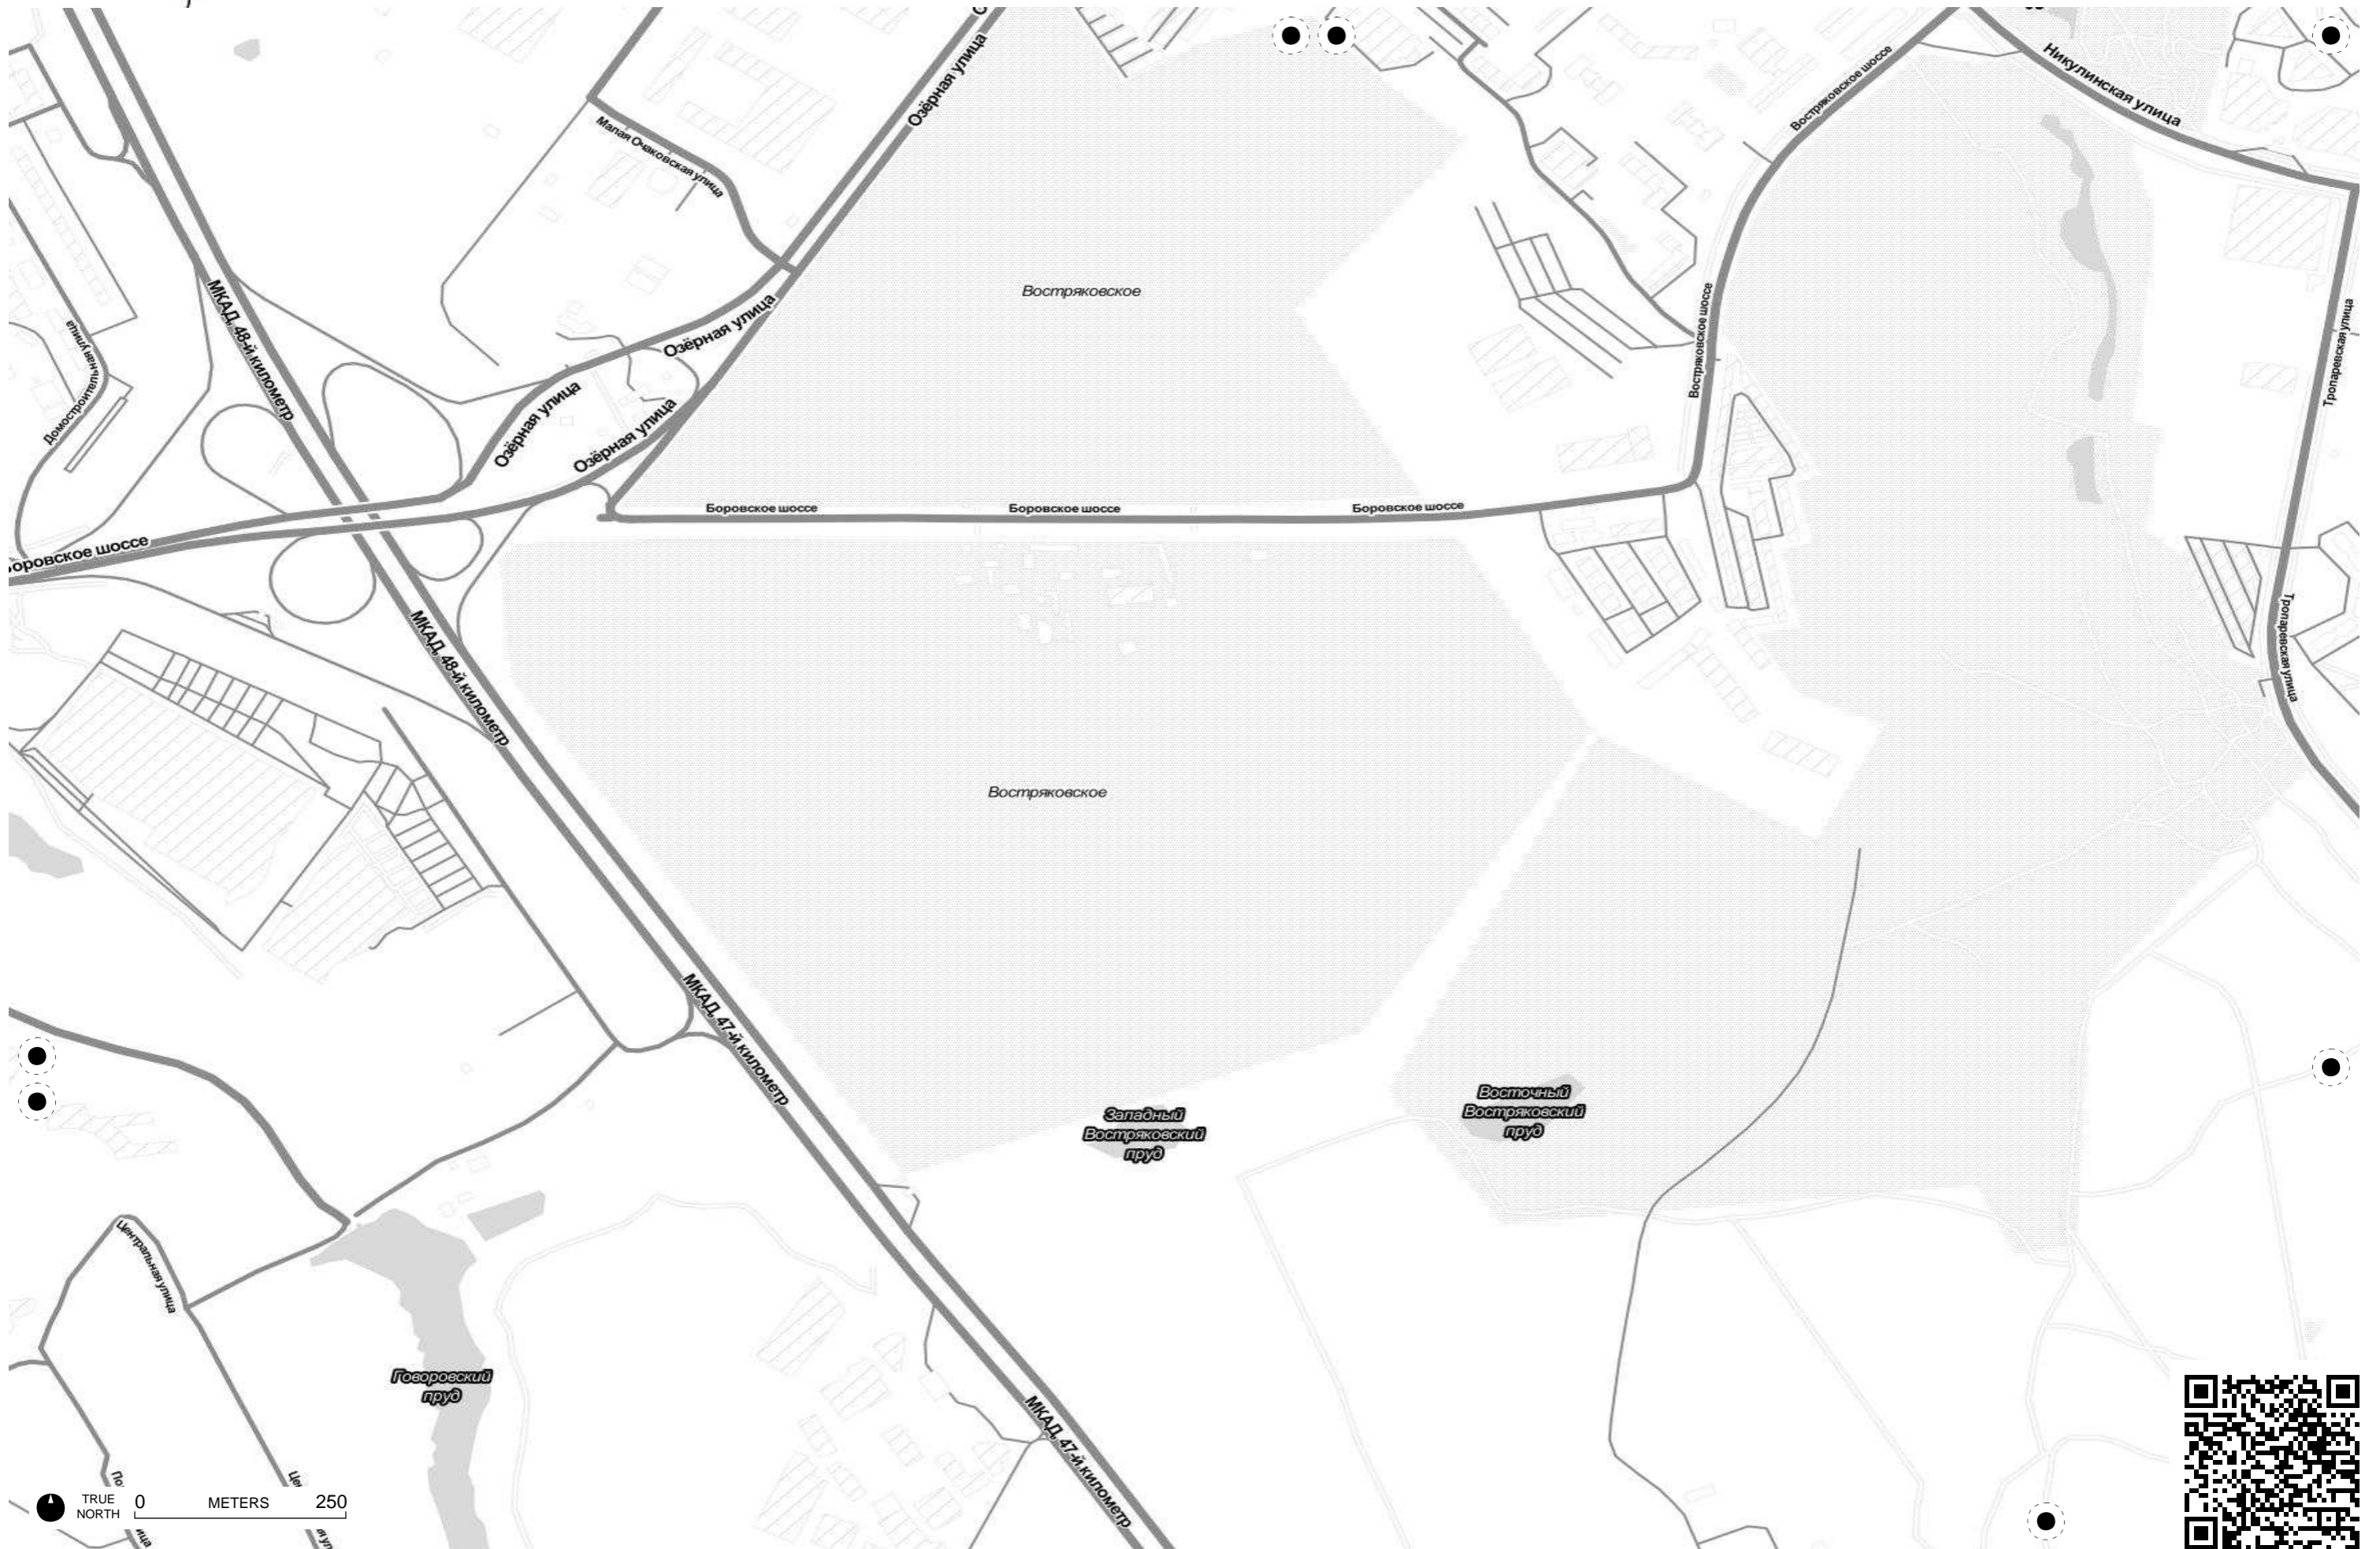 Никулинская улица
Востряковское шоссе
Озёрная улица
Малая Очаковская улица
Востряковское
МКАД, 48-й километр
Озёрная улица
Востряковское шоссе
Тропаревская улица
Домостроительная улица
Озёрная улица
Озёрная улица
Боровское шоссе
Боровское шоссе
Боровское шоссе
Боровское шоссе
МКАД, 48-й километр
Тропаревская улица
Востряковское
МКАД, 47-й километр
Западный
Востряковский
пруд
Восточный
Востряковский
пруд
Центральная улица
Говоровский
пруд
МКАД, 47-й километр
TRUE
NORTH
0 METERS 250